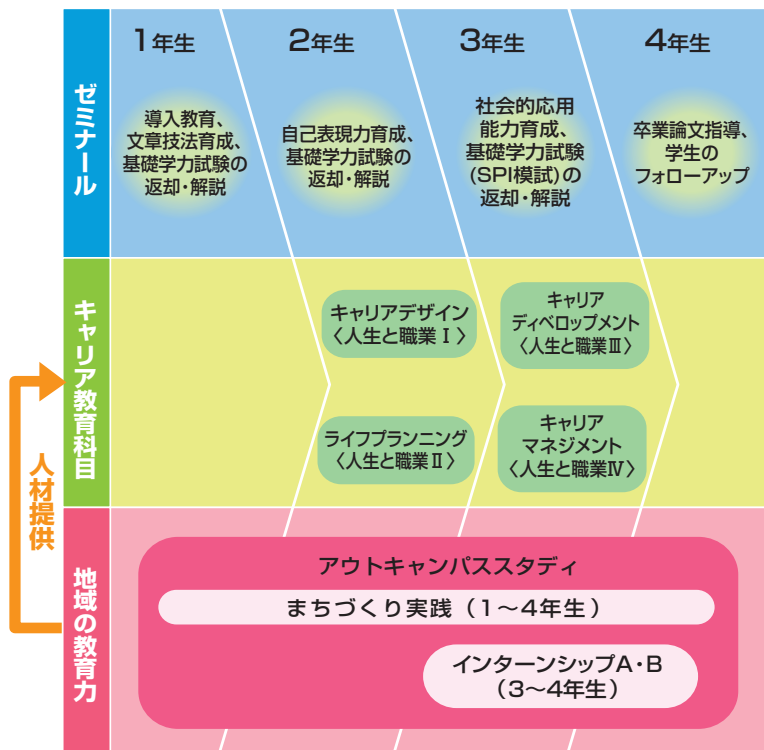 1年生
2年生
3年生
4年生
ゼミナール
導入教育、
文章技法育成、
基礎学力試験の
返却・解説
自己表現力育成、
基礎学力試験の
返却・解説
社会的応用
能力育成、
基礎学力試験
(SPI模試)の
返却・解説
卒業論文指導、
学生の
フォローアップ
キャリア教育科目
キャリアデザイン
〈人生と職業Ⅰ〉
キャリア
ディベロップメント
〈人生と職業Ⅲ〉
ライフプランニング
〈人生と職業Ⅱ〉
キャリア
マネジメント
〈人生と職業Ⅳ〉
人材提供
地域の教育力
アウトキャンパススタディ
まちづくり実践（1〜4年生）
インターンシップA・B
（3〜4年生）